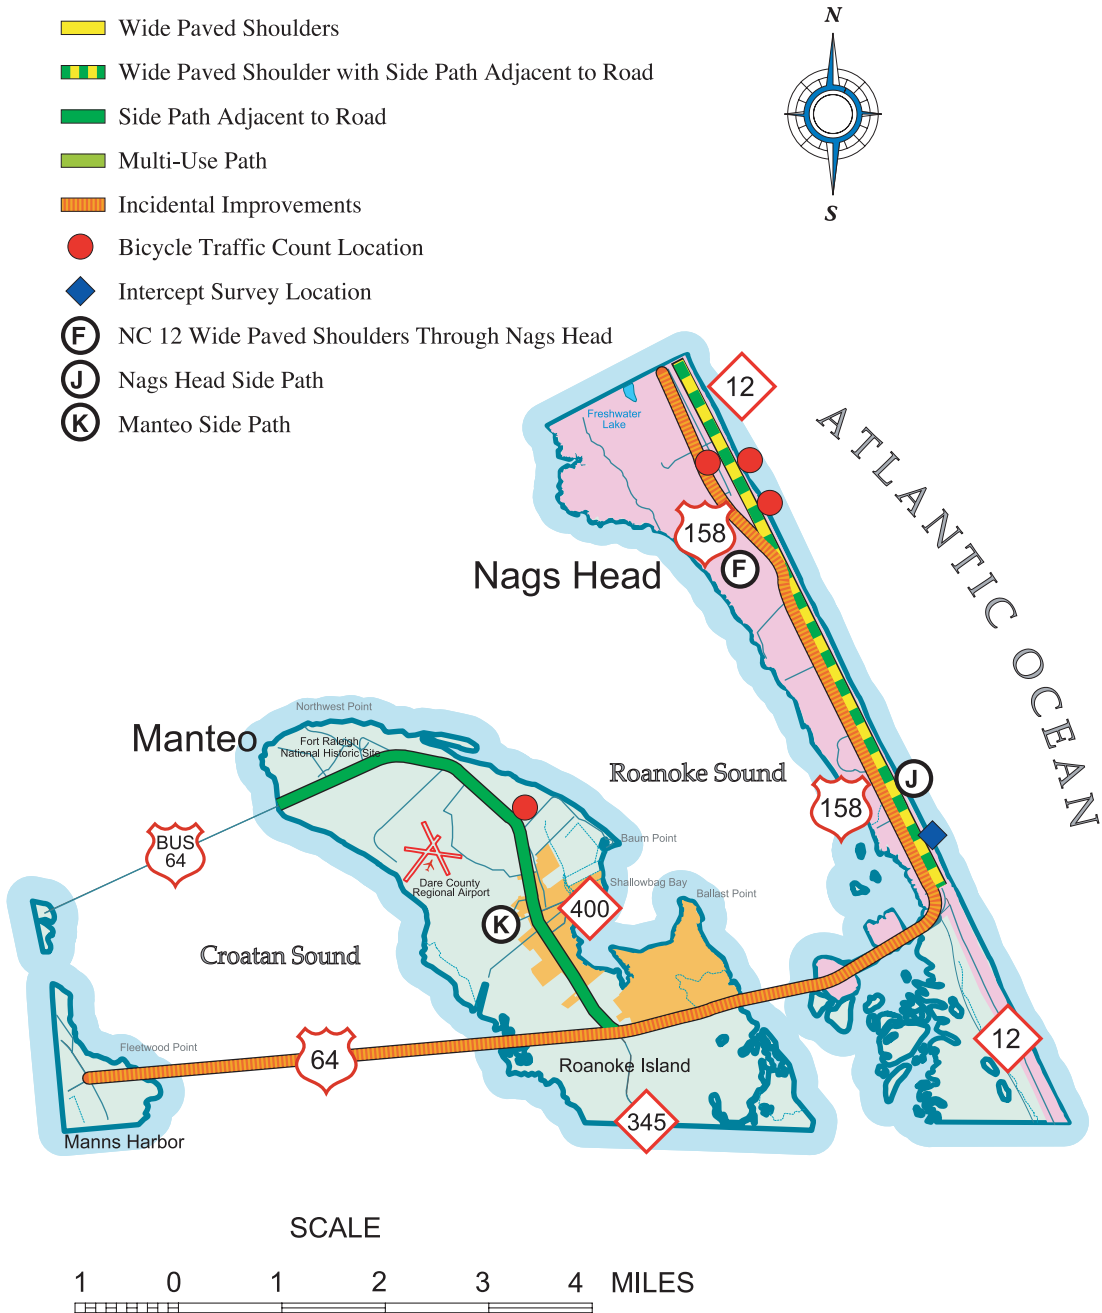 Wide Paved Shoulders
Wide Paved Shoulder with Side Path Adjacent to Road
Side Path Adjacent to Road
Multi-Use Path
Incidental Improvements
Bicycle Traffic Count Location
Intercept Survey Location
F NC 12 Wide Paved Shoulders Through Nags Head
J Nags Head Side Path
K Manteo Side Path
N
S
12
Freshwater
Lake
ATLANTIC OCEAN
158
F
Nags Head
Northwest Point
Manteo
Fort Raleigh
National Historic Site
Roanoke Sound
J
158
BUS
64
Baum Point
Dare County
Regional Airport
Shallowbag Bay
Ballast Point
400
K
Croatan Sound
Fleetwood Point
64
12
Roanoke Island
345
Manns Harbor
SCALE
1 0 1 2 3 4 MILES